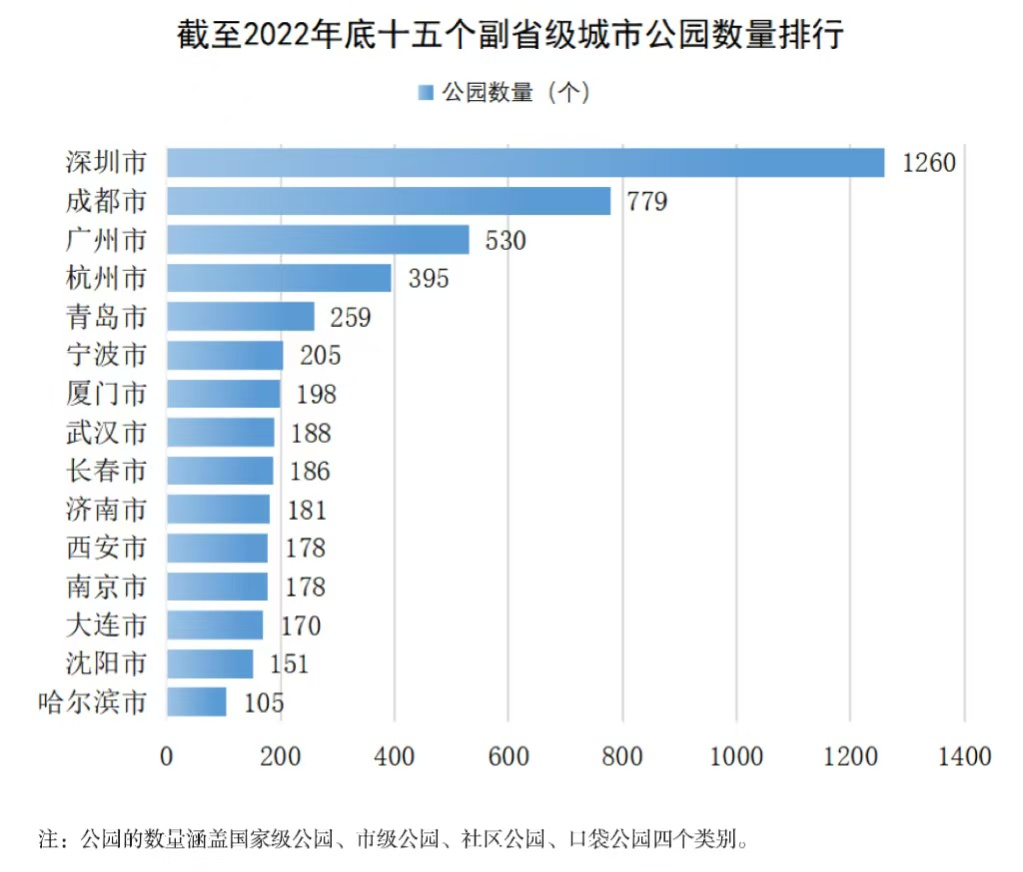 截至2022年底十五个副省级城市公园数量排行
公园数量（个）
深圳市 1260
成都市 779
广州市 530
杭州市 395
青岛市 259
宁波市 205
厦门市 198
武汉市 188
长春市 186
济南市 181
西安市 178
南京市 178
大连市 170
沈阳市 151
哈尔滨市 105
0 200 400 600 800 1000 1200 1400
注：公园的数量涵盖国家级公园、市级公园、社区公园、口袋公园四个类别。